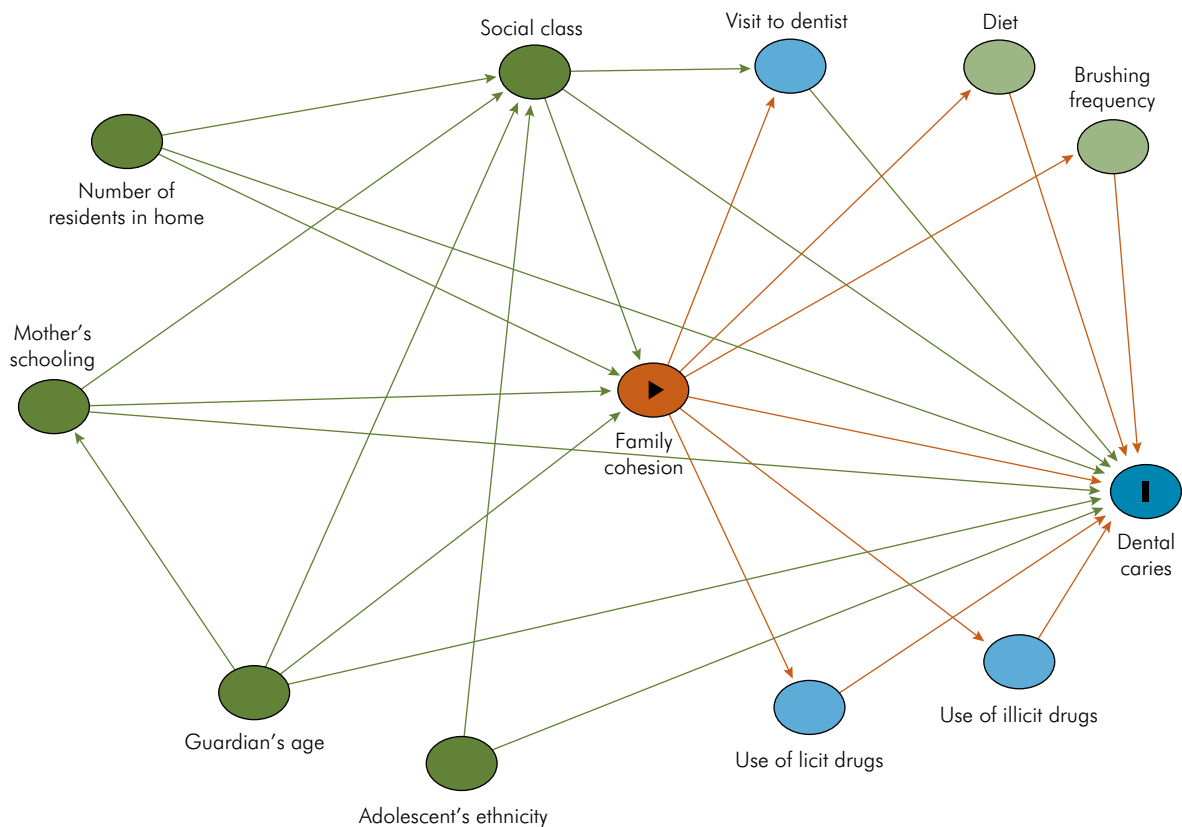 Social class
Visit to dentist
Diet
Brushing
frequency
Number of
residents in home
Mother's
schooling
Family
cohesion
Dental
caries
Guardian's age
Use of illicit drugs
Use of licit drugs
Adolescent's ethnicity